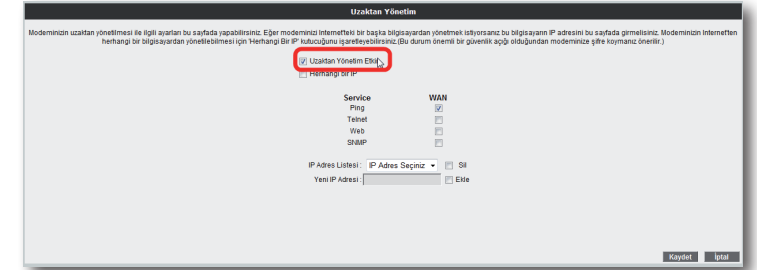 Uzaktan Yönetim
Modeminizin uzaktan yönetilmesi ile ilgili ayarları bu sayfada yapabilirsiniz. Eğer modeminizi Internetteki bir başka bilgisayardan yönetmek istiyorsanız bu bilgisayarın IP adresini bu sayfada girmelisiniz. Modeminizin Internetten
herhangi bir bilgisayardan yönetilebilmesi için 'Herhangi Bir IP' kutucuğunu işaretleyebilirsiniz.(Bu durum önemli bir güvenlik açığı olduğundan modeminize şifre koymanız önerilir.)
Uzaktan Yönetim Etkin
Herhangi bir IP
Service WAN
Ping
Telnet
Web
SNMP
IP Adres Listesi : IP Adres Seçiniz Sil
Yeni IP Adresi : Ekle
Kaydet İptal